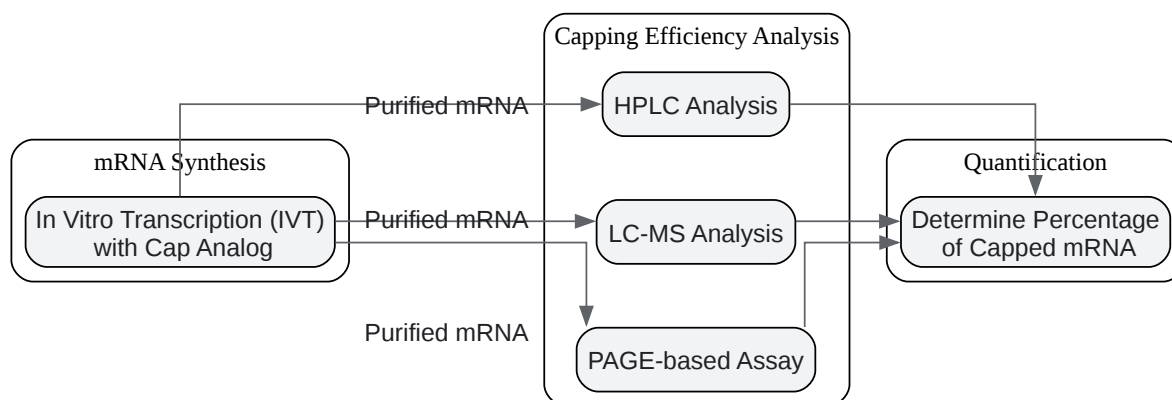 Capping Efficiency Analysis
Purified mRNA
HPLC Analysis
mRNA Synthesis
Quantification
In Vitro Transcription (IVT)
with Cap Analog
Purified mRNA
LC-MS Analysis
Determine Percentage
of Capped mRNA
Purified mRNA
PAGE-based Assay